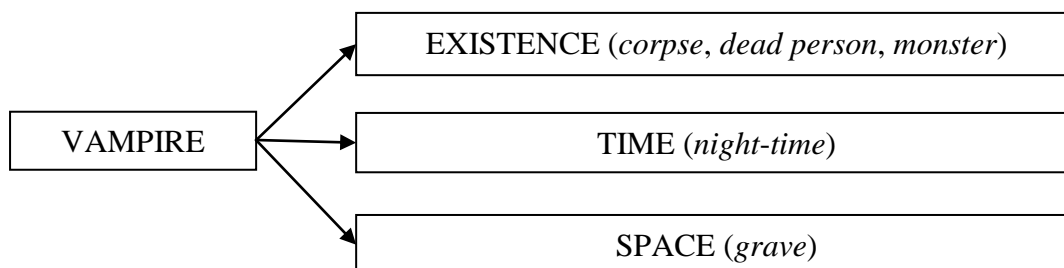 EXISTENCE (corpse, dead person, monster)
VAMPIRE
TIME (night-time)
SPACE (grave)